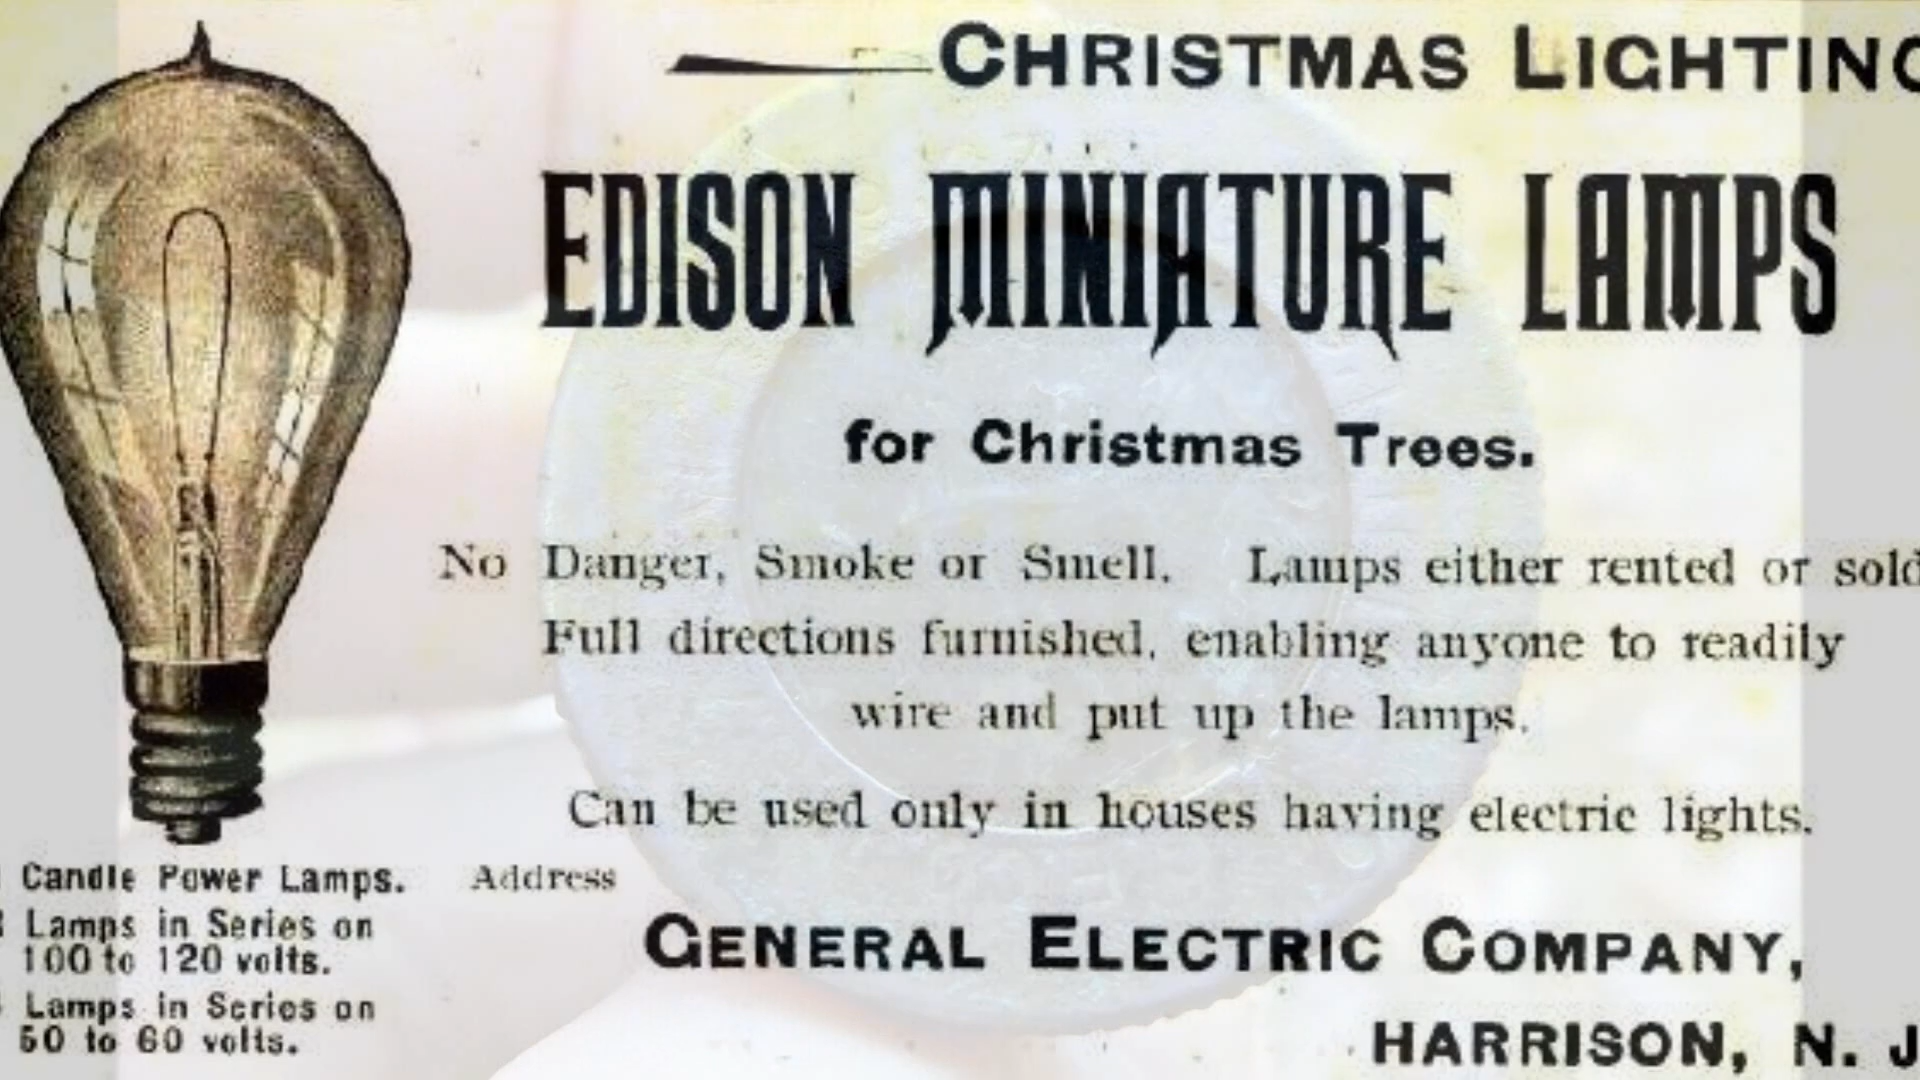 CHRISTMAS LIGHTING
EDISON MINIATURE LAMPS
for Christmas Trees.
No Danger, Smoke or Smell. Lamps either rented or sold
Full directions furnished, enabling anyone to readily
wire and put up the lamps.
Can be used only in houses having electric lights.
Candle Power Lamps.
Lamps in Series on
100 to 120 volts.
Lamps in Series on
50 to 60 volts.
Address
GENERAL ELECTRIC COMPANY,
HARRISON, N. J